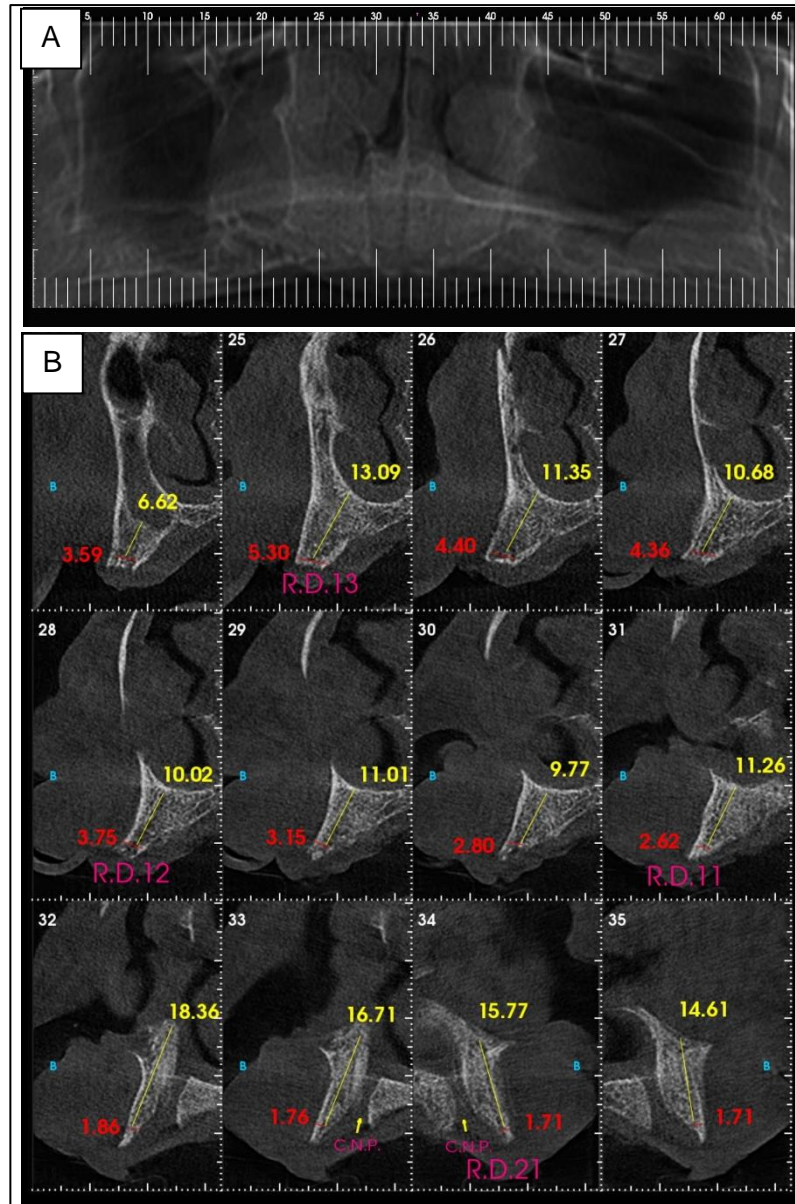 A
5 10 15 20 25 30 35 40 45 50 55 60 65
B
25 26 27
B 6.62 B 13.09 B 11.35 B 10.68
3.59 5.30 4.40 4.36
R.D.13
28 29 30 31
B 10.02 B 11.01 B 9.77 B 11.26
3.75 3.15 2.80 2.62
R.D.12 R.D.11
32 33 34 35
18.36 16.71 15.77 14.61
B B B B
1.86 1.76 1.71 1.71
C.N.P. C.N.P.
R.D.21